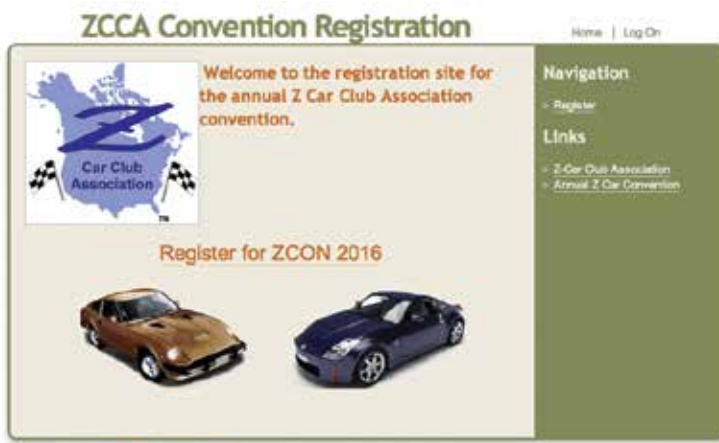 ZCCA Convention Registration
Home | Log On
Welcome to the registration site for
the annual Z Car Club Association
convention.
Z
Car Club
Association
TM
Register for ZCON 2016
Navigation
Register
Links
Z-Car Club Association
Annual Z Car Convention